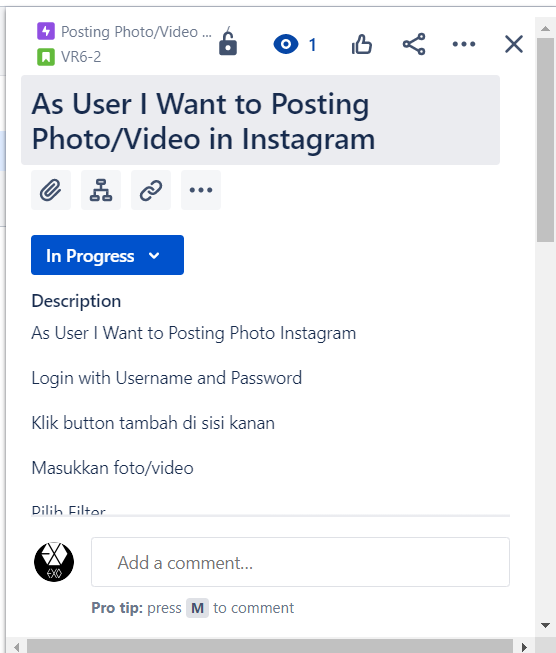 Posting Photo/Video ...
1
VR6-2
As User I Want to Posting
Photo/Video in Instagram
In Progress
Description
As User I Want to Posting Photo Instagram
Login with Username and Password
Klik button tambah di sisi kanan
Masukkan foto/video
Pilih Filter
EXO
Add a comment...
Pro tip: press M to comment